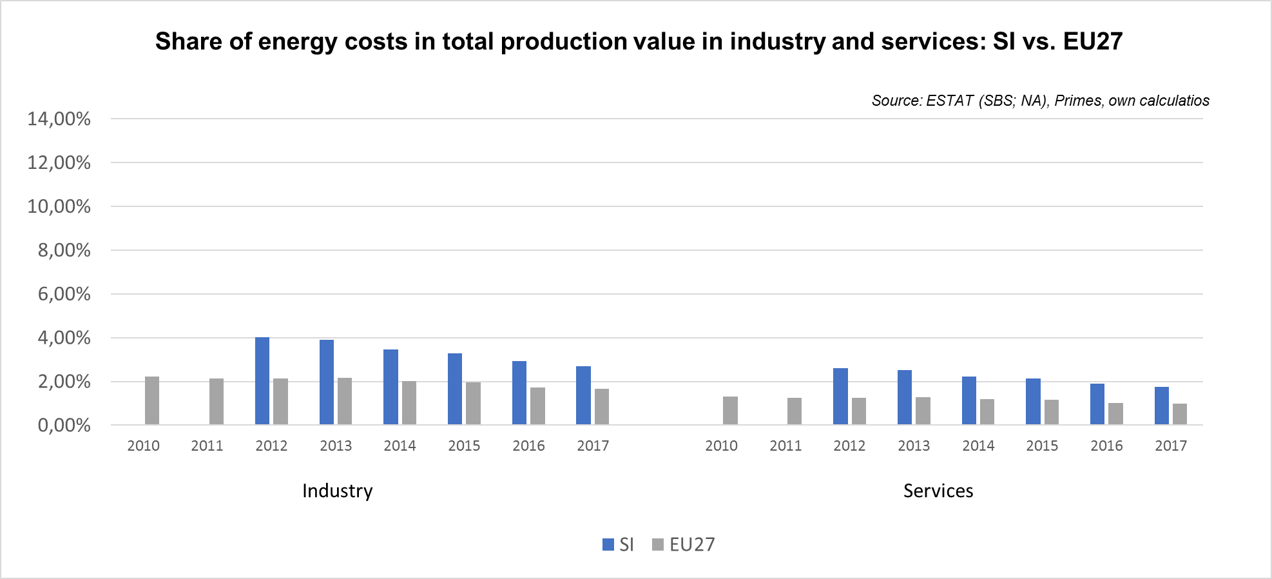 Share of energy costs in total production value in industry and services: SI vs. EU27
Source: ESTAT (SBS; NA), Primes, own calculatios
14,00%
12,00%
10,00%
8,00%
6,00%
4,00%
2,00%
0,00%
2010 2011 2012 2013 2014 2015 2016 2017 2010 2011 2012 2013 2014 2015 2016 2017
Industry Services
SI EU27